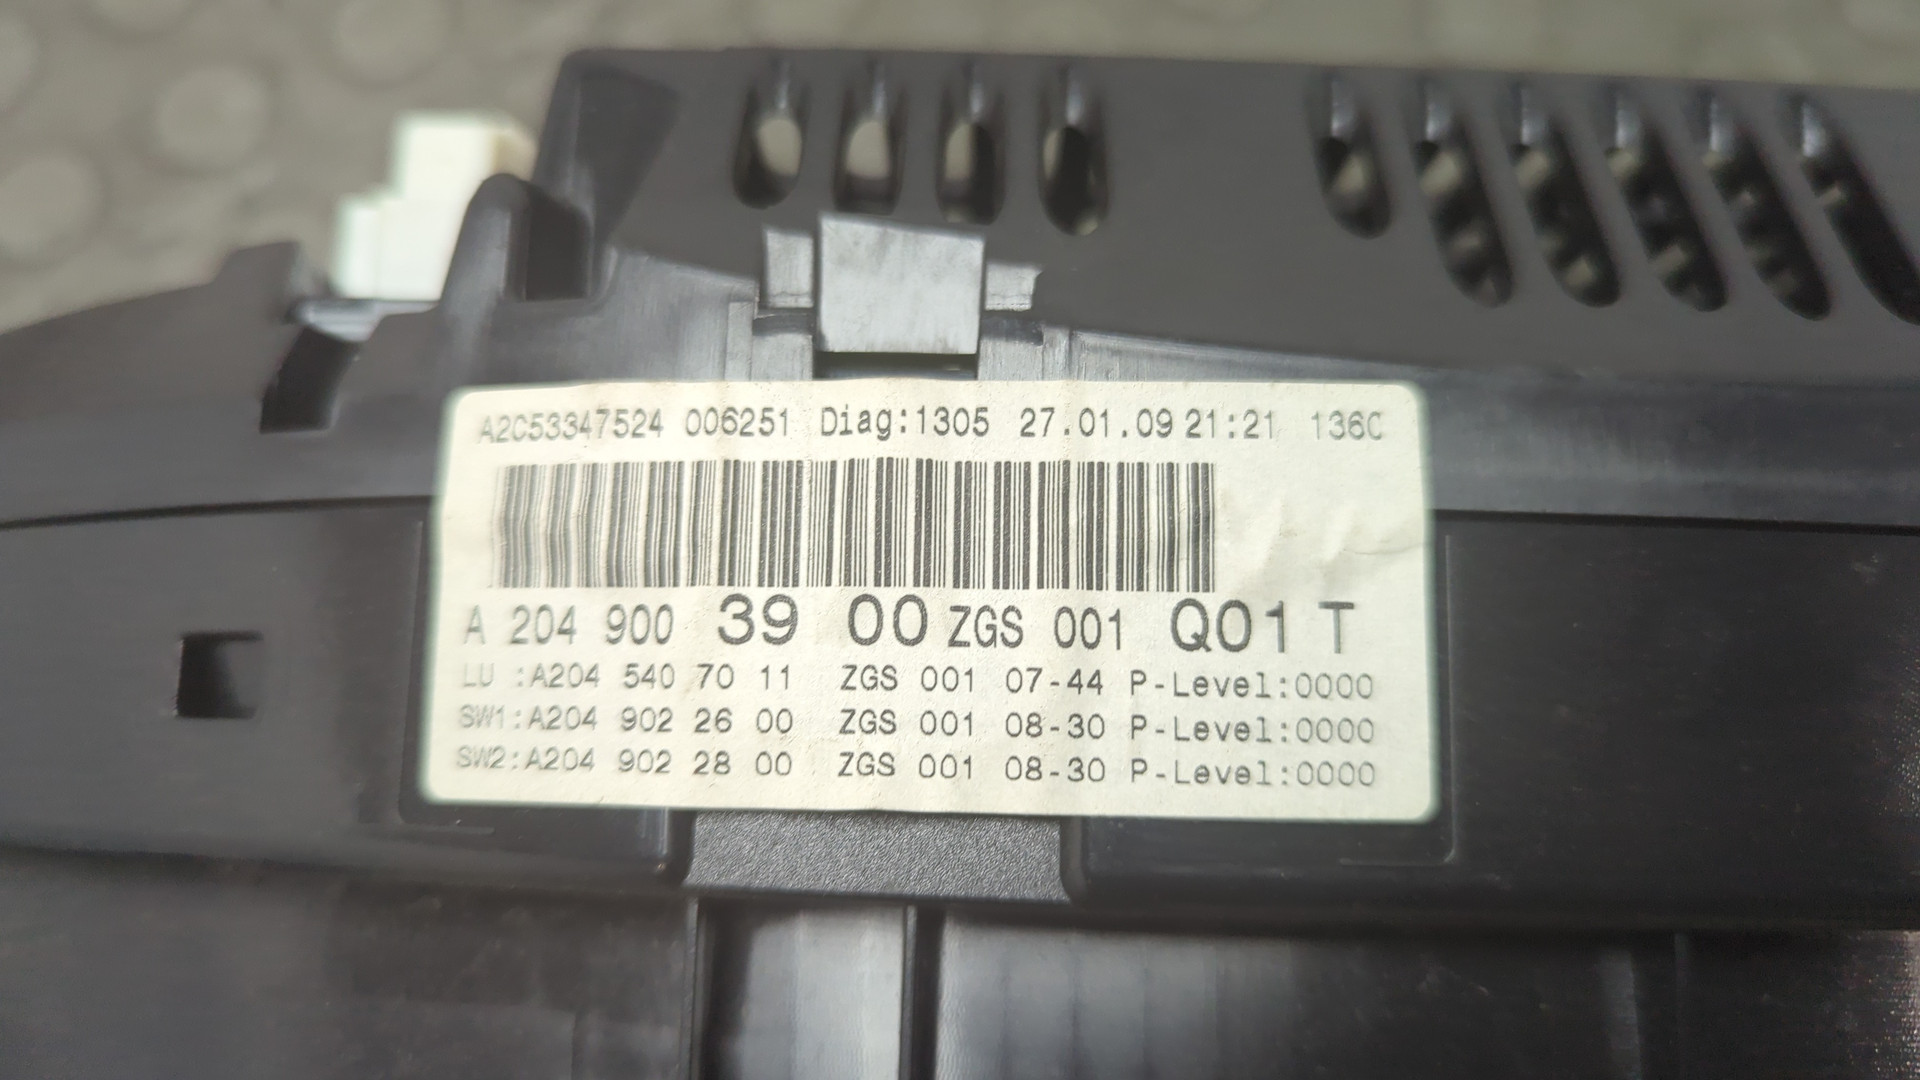 A2C53347524 006251 Diag:1305 27.01.09 21:21 136C
A 204 900 39 00 ZGS 001 Q01 T
LU :A204 540 70 11 ZGS 001 07-44 P-Level:0000
SW1:A204 902 26 00 ZGS 001 08-30 P-Level:0000
SW2:A204 902 28 00 ZGS 001 08-30 P-Level:0000